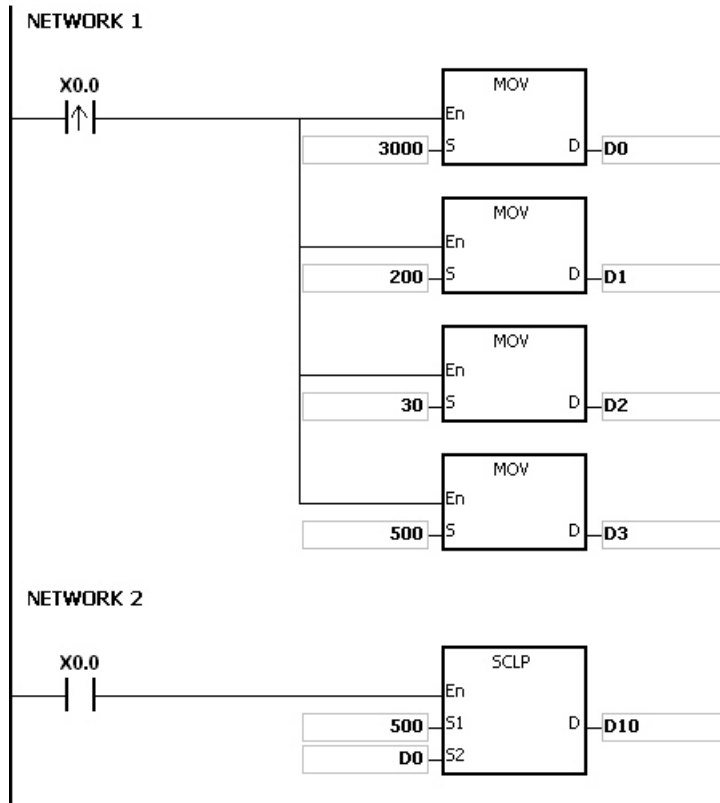 NETWORK 1
X0.0
MOV
En
3000 S D D0
MOV
En
200 S D D1
MOV
En
30 S D D2
MOV
En
500 S D D3
NETWORK 2
X0.0
SCLP
En
500 S1 D D10
D0 S2